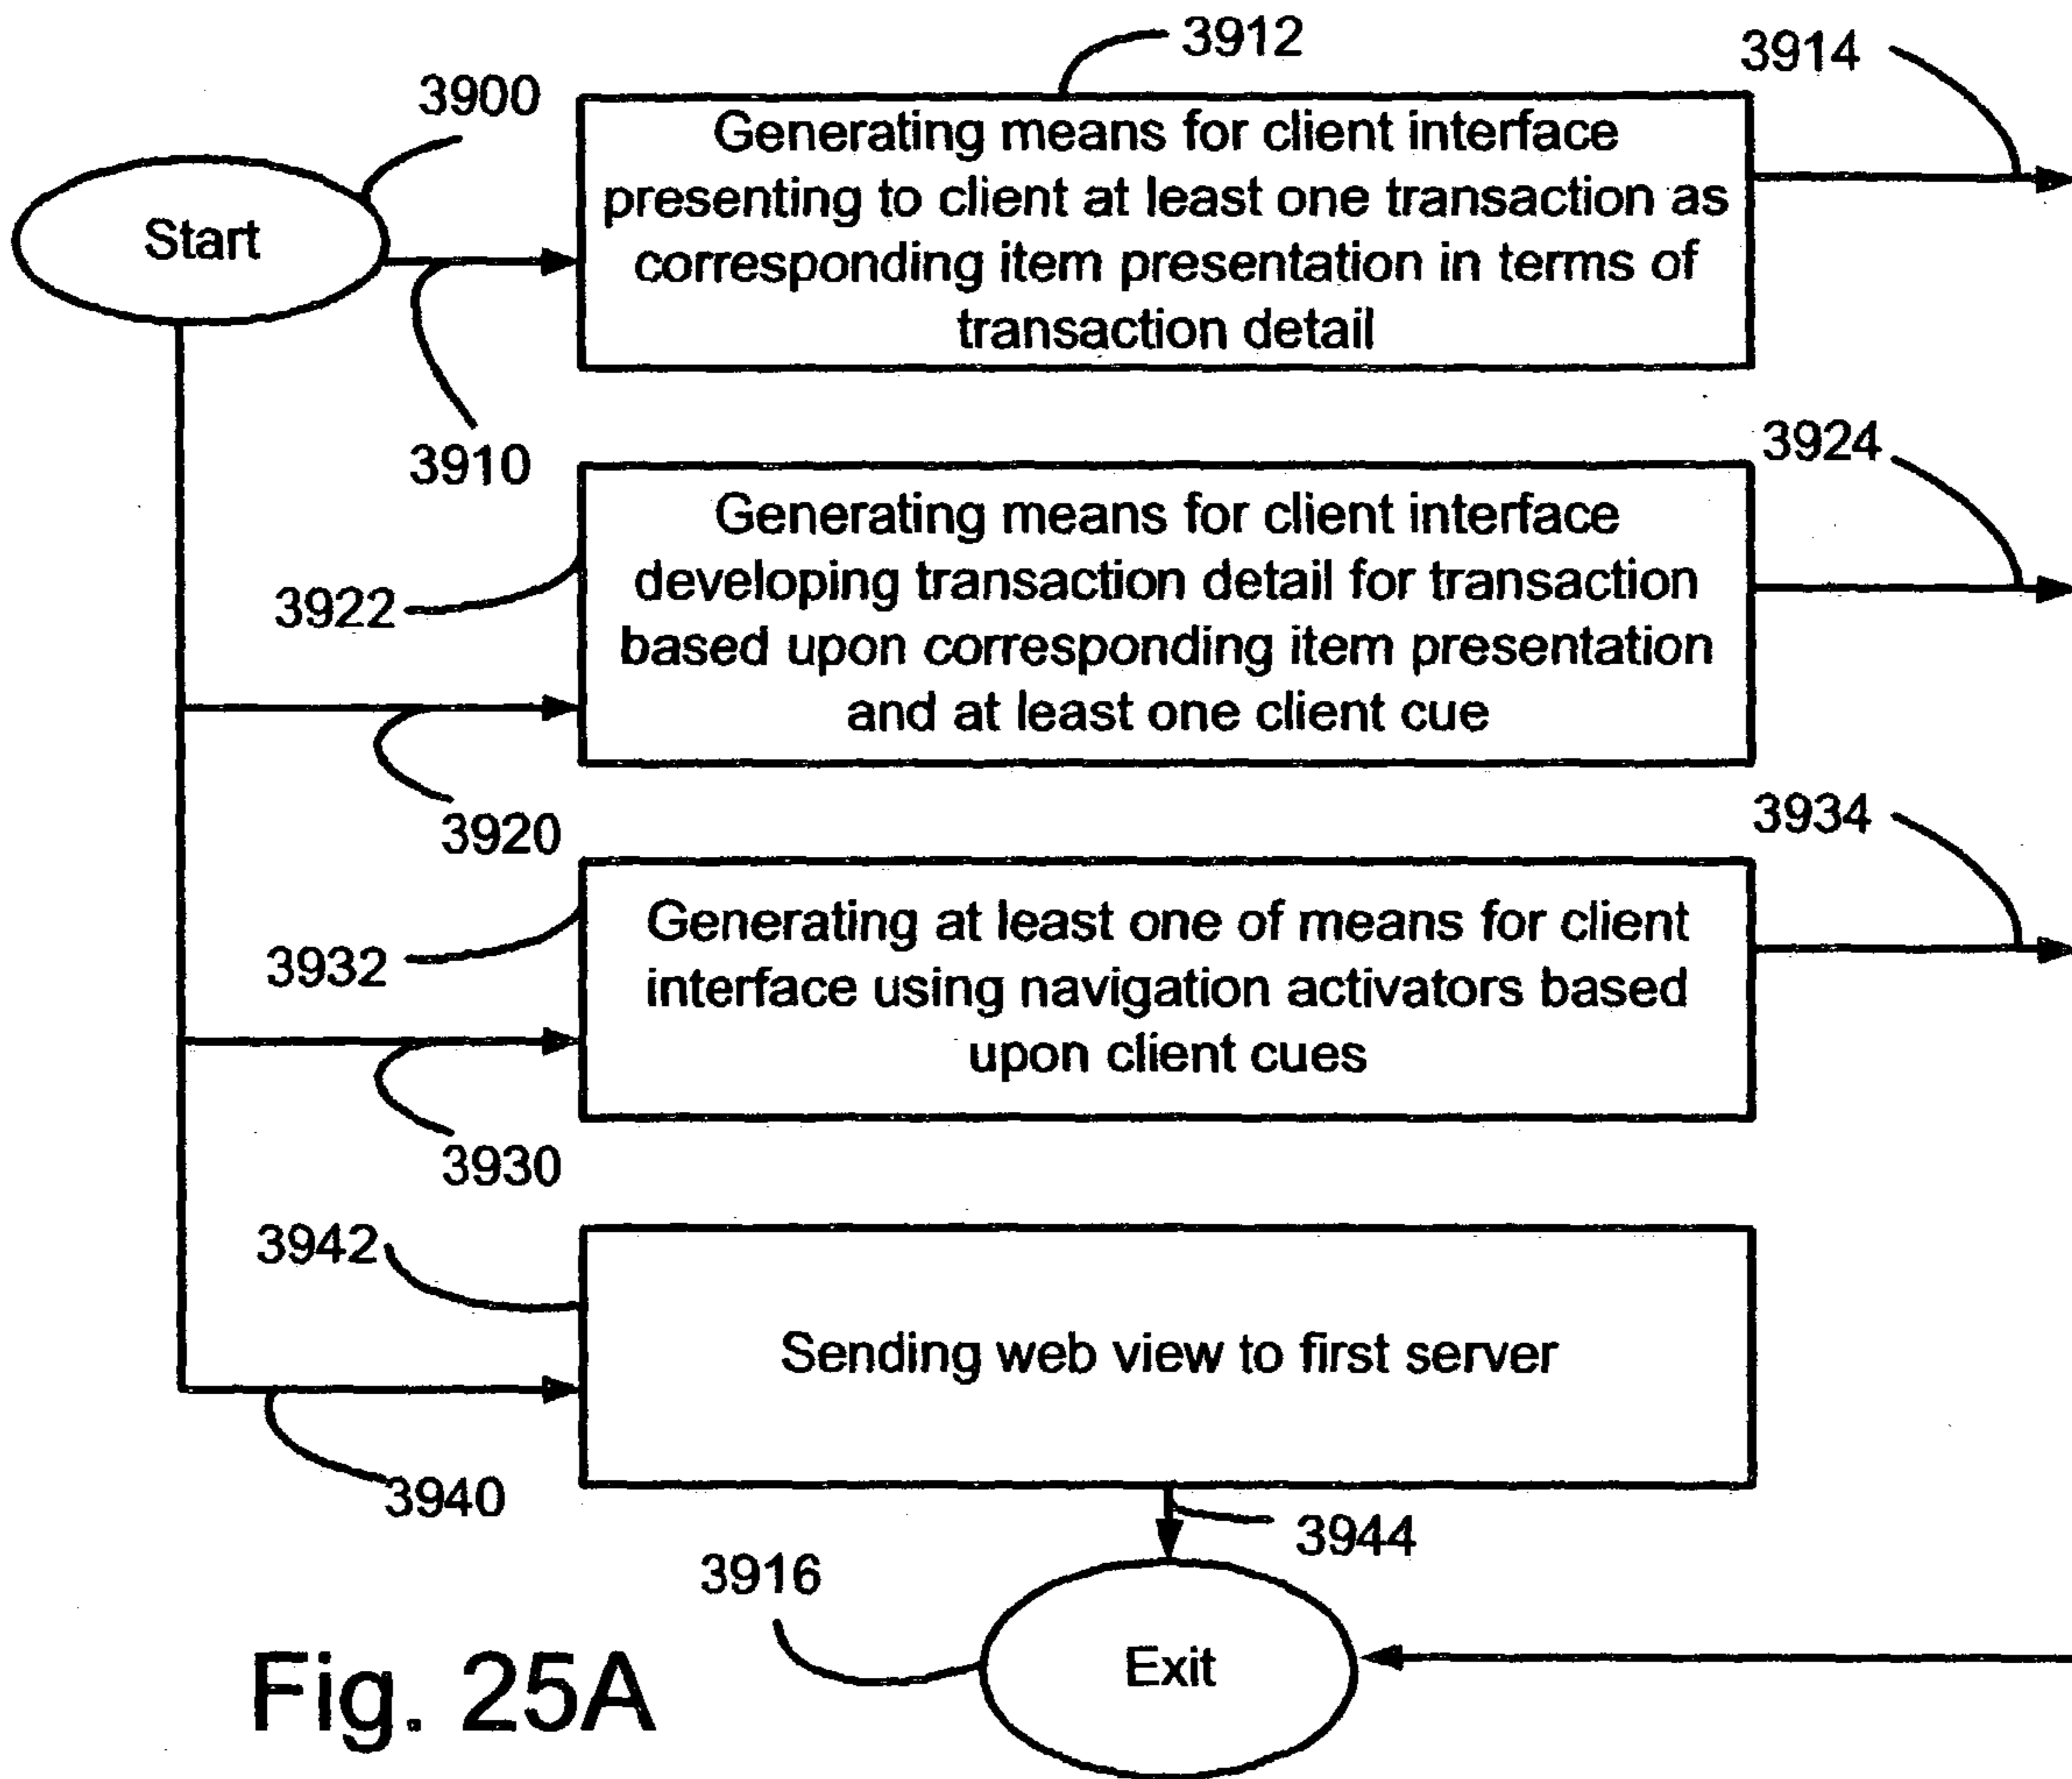 3912
3914
3900
Start
Generating means for client interface
presenting to client at least one transaction as
corresponding item presentation in terms of
transaction detail
3910
3924
Generating means for client interface
developing transaction detail for transaction
based upon corresponding item presentation
and at least one client cue
3922
3920
3934
Generating at least one of means for client
interface using navigation activators based
upon client cues
3932
3930
3942
Sending web view to first server
3940
3944
3916
Exit
Fig. 25A